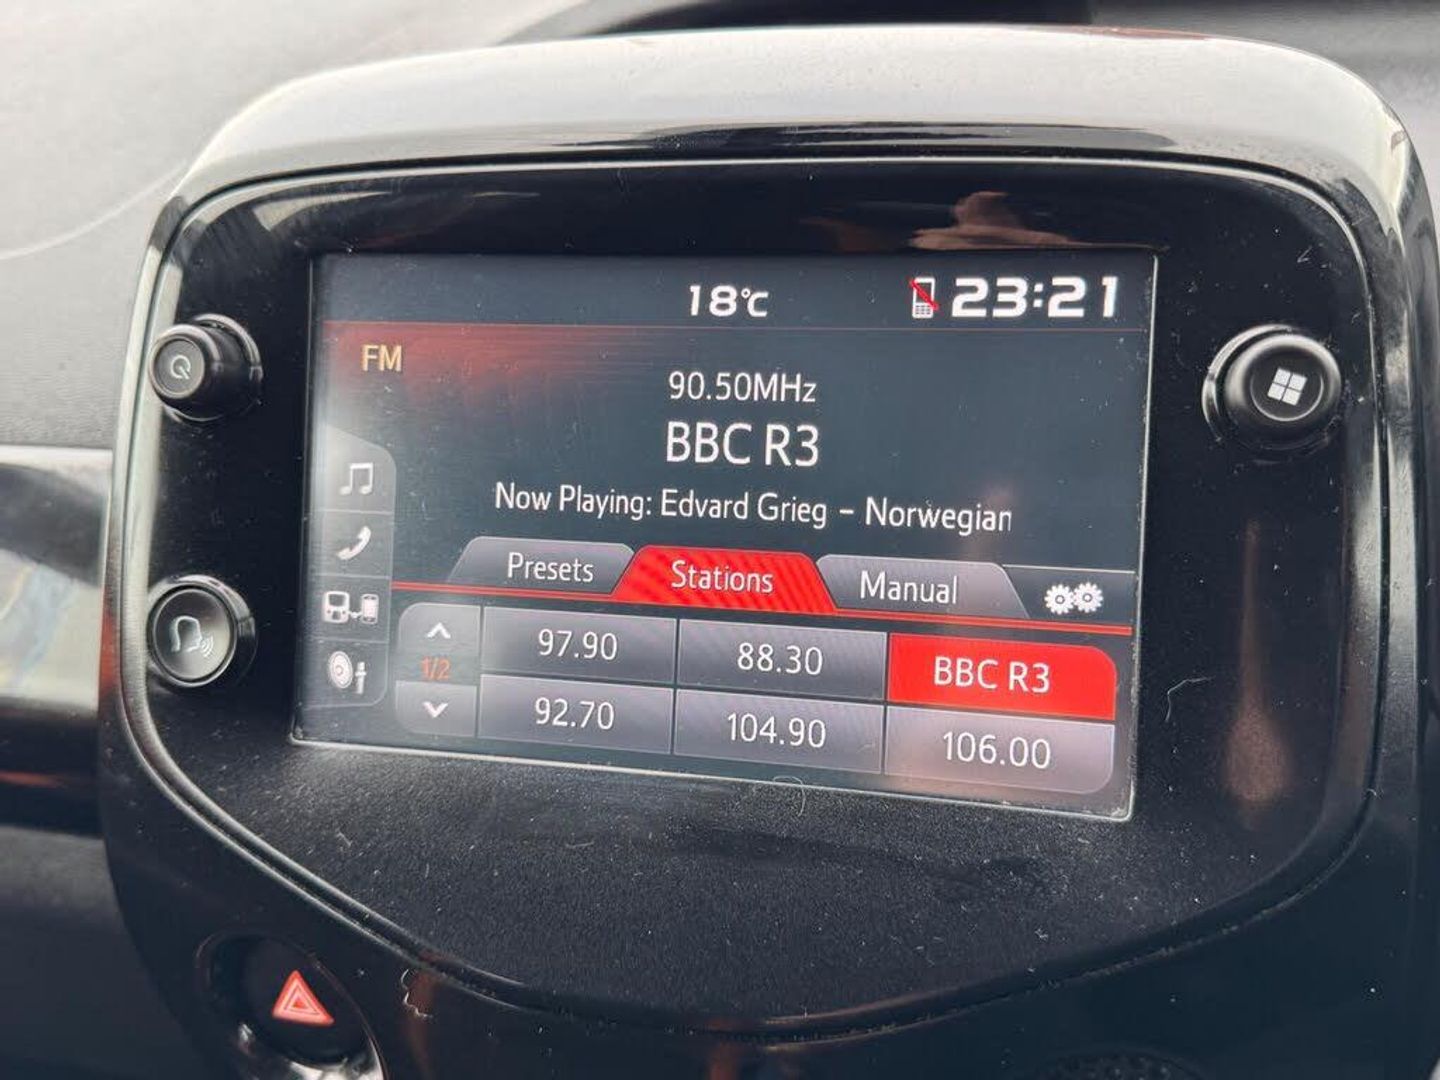 18°C
23:21
FM
90.50MHz
BBC R3
Now Playing: Edvard Grieg – Norwegian
Presets
Stations
Manual
1/2
97.90
88.30
BBC R3
92.70
104.90
106.00